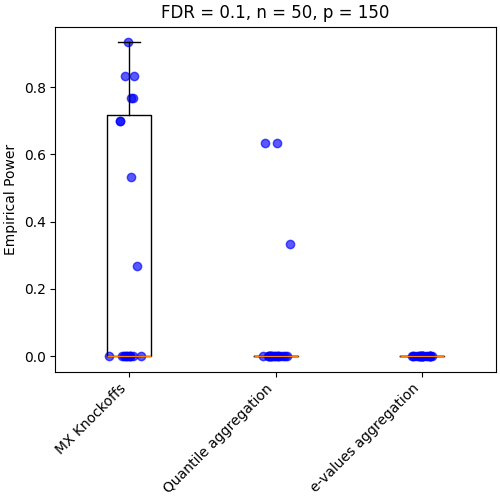 FDR = 0.1, n = 50, p = 150
Empirical Power
0.8
0.6
0.4
0.2
0.0
MX Knockoffs
Quantile aggregation
e-values aggregation